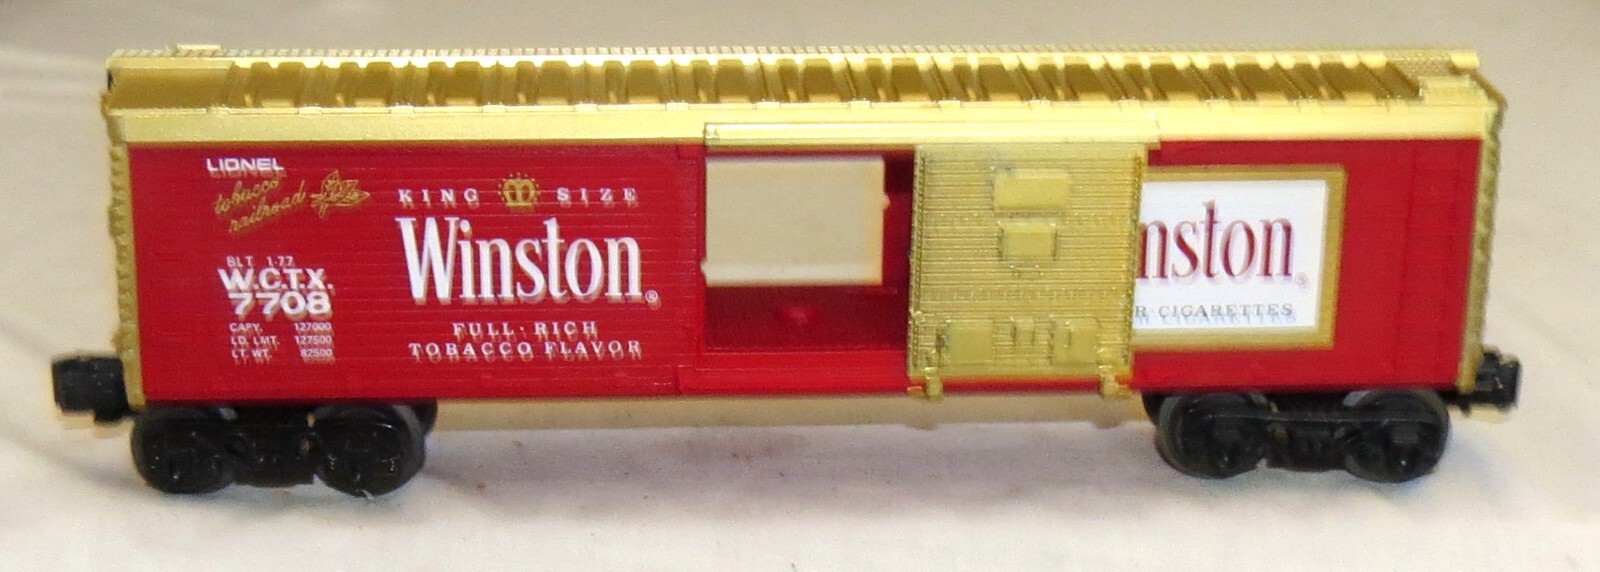 LIONEL
tobacco
railroad
BLT 1-77
W.C.T.X.
7708
CAPY. 127000
LD. LMT. 127500
LT. WT. 82500
KING SIZE
Winston®
FULL·RICH
TOBACCO FLAVOR
nston®
R·CIGARETTES